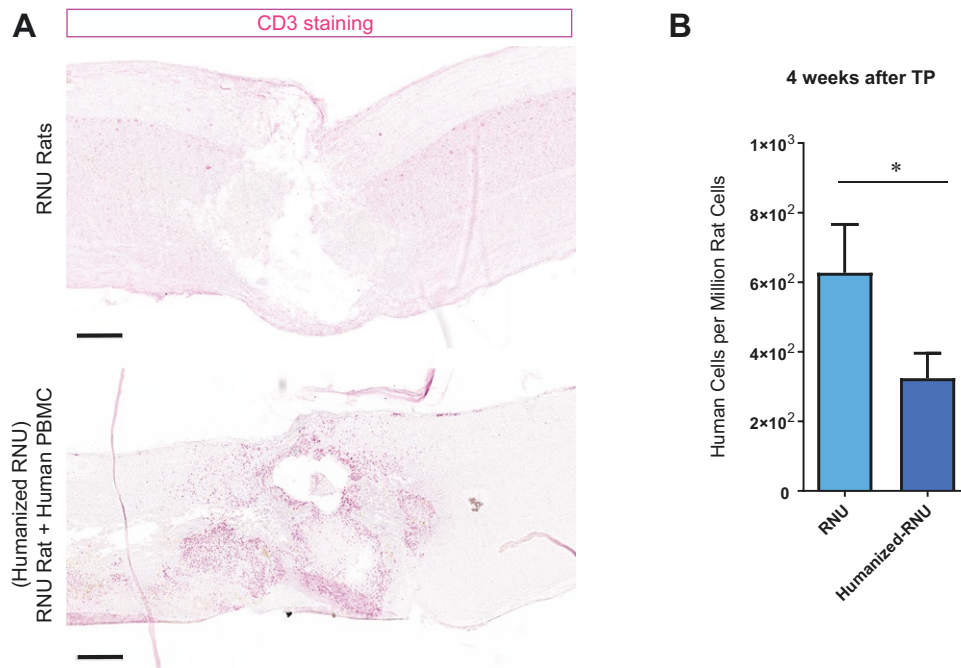 A
CD3 staining
RNU Rats
(Humanized RNU)
RNU Rat + Human PBMC
B
4 weeks after TP
Human Cells per Million Rat Cells
1×10³
8×10²
6×10²
4×10²
2×10²
0
*
RNU
Humanized-RNU